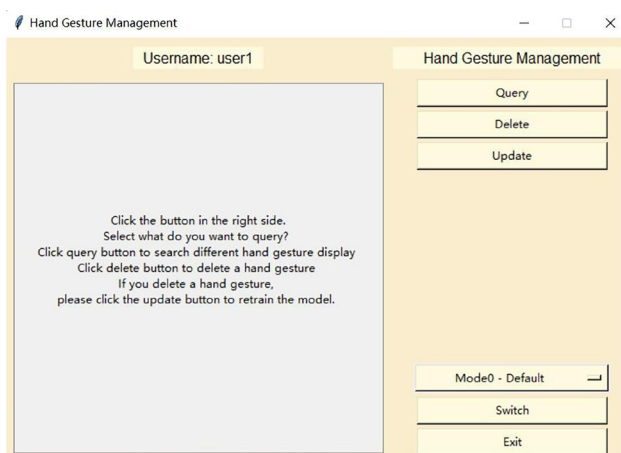 Hand Gesture Management
Username: user1
Hand Gesture Management
Click the button in the right side.
Select what do you want to query?
Click query button to search different hand gesture display
Click delete button to delete a hand gesture
If you delete a hand gesture,
please click the update button to retrain the model.
Query
Delete
Update
Mode0 - Default
Switch
Exit